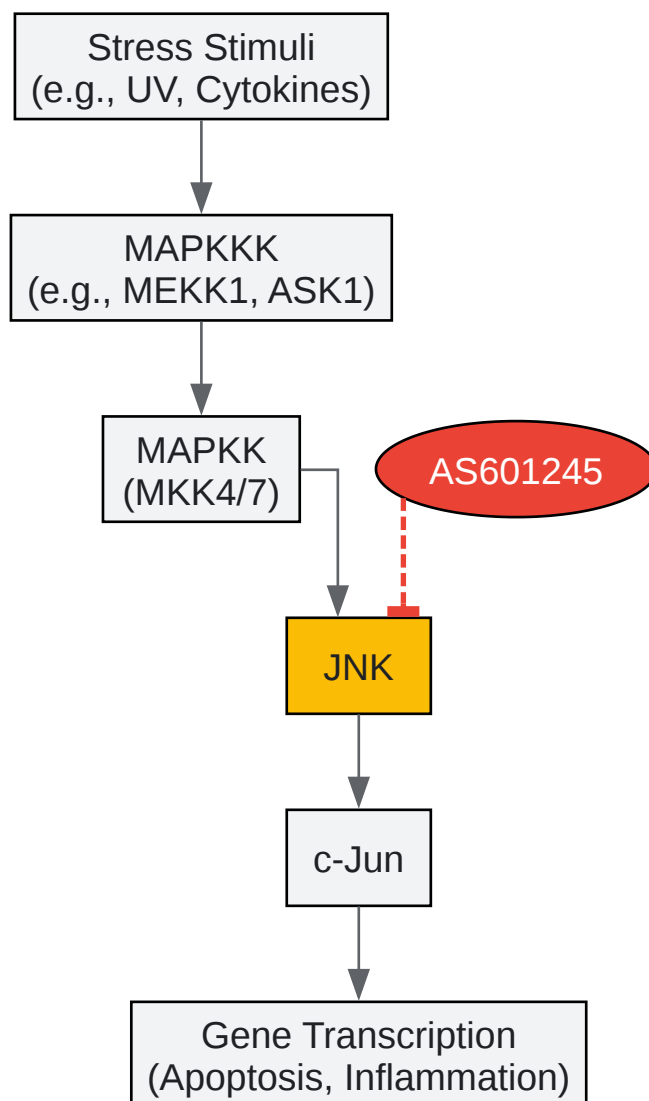 Stress Stimuli
(e.g., UV, Cytokines)
MAPKKK
(e.g., MEKK1, ASK1)
MAPKK
(MKK4/7)
AS601245
JNK
c-Jun
Gene Transcription
(Apoptosis, Inflammation)